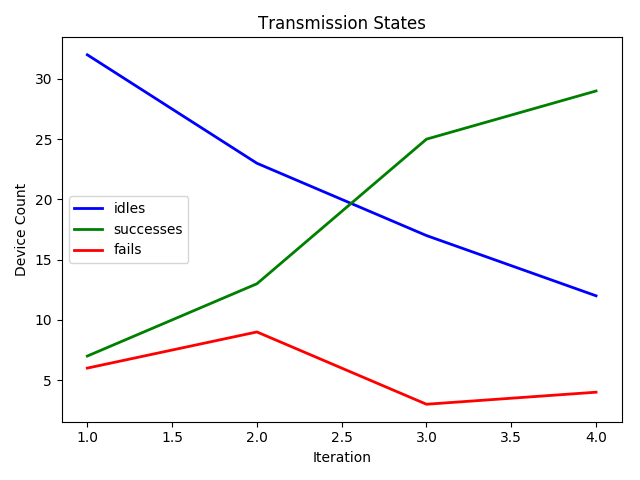 Transmission States
30
25
20
15
10
5
Device Count
idles
successes
fails
1.0 1.5 2.0 2.5 3.0 3.5 4.0
Iteration